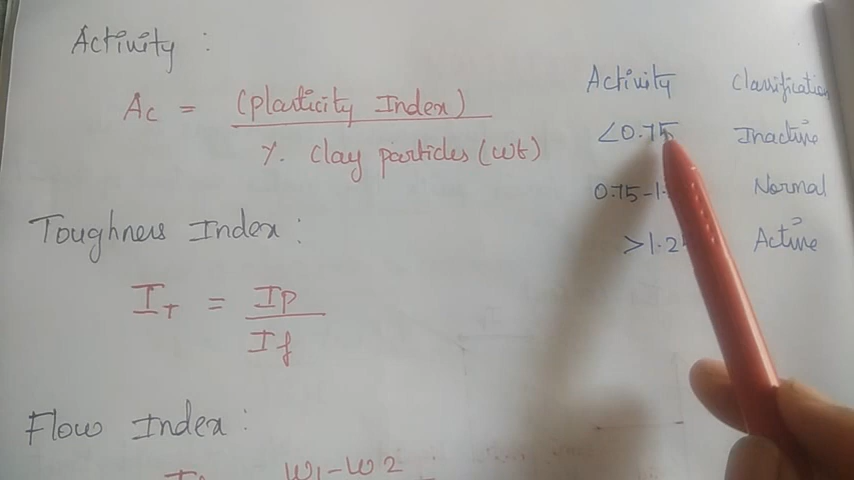 Activity :
Ac = (Plasticity Index)
% clay particles (wt)
Activity Classification
<0.75 Inactive
0.75-1. Normal
>1.2 Active
Toughness Index :
IT = Ip
If
Flow Index :
W1-W2